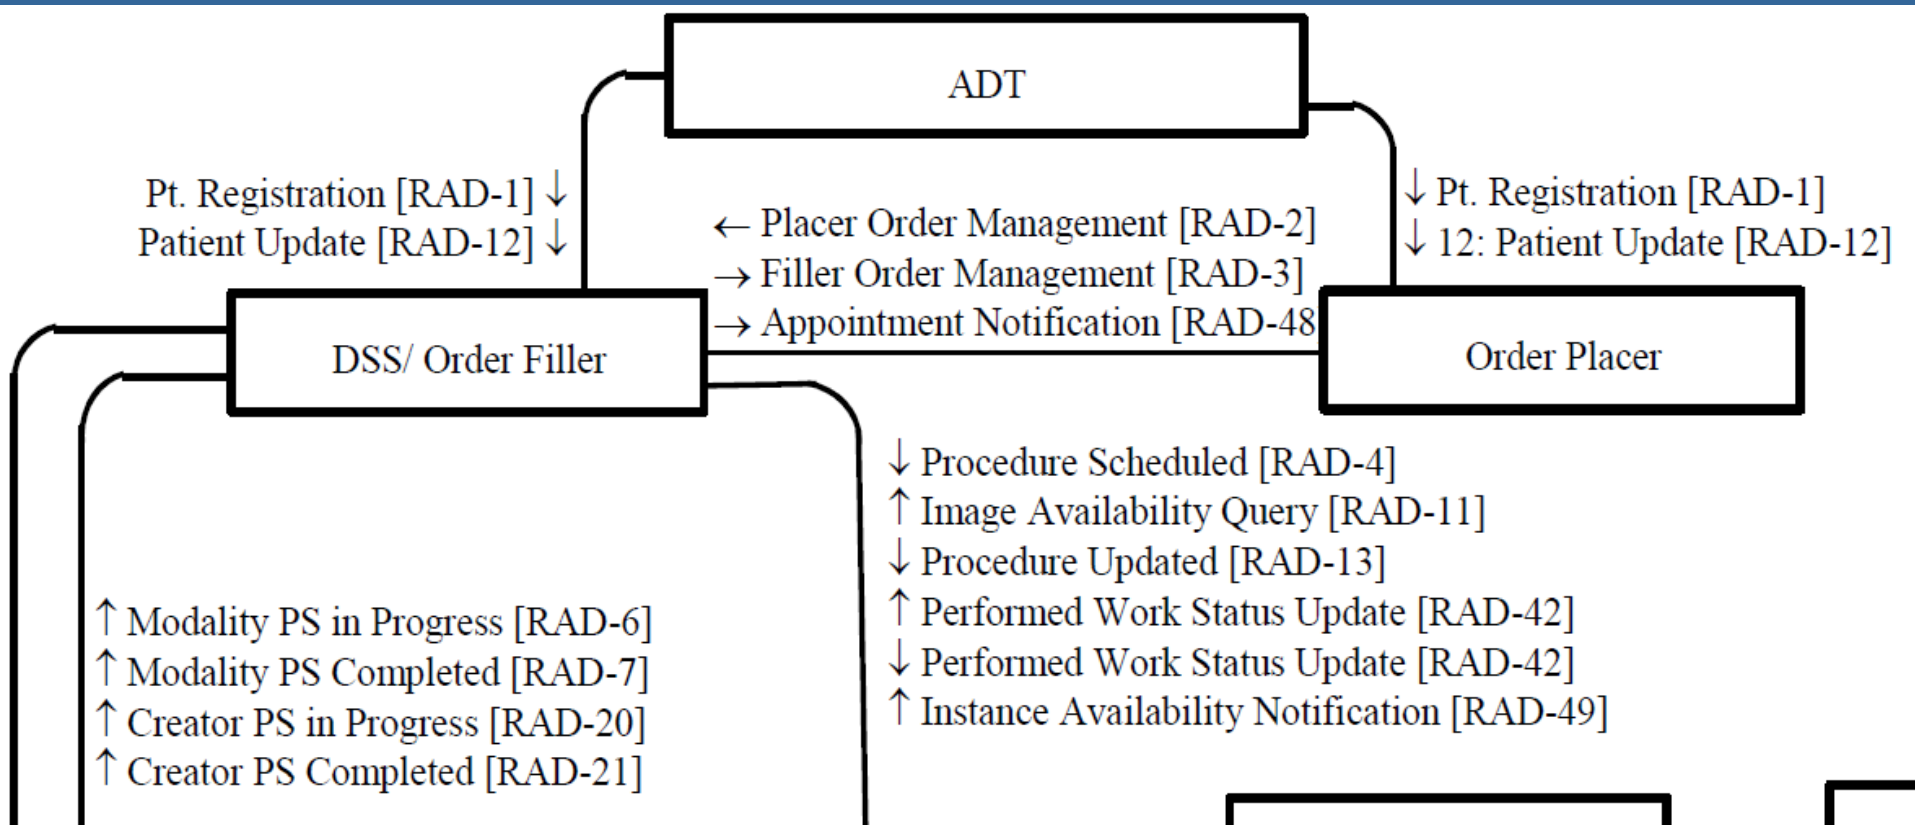 ADT
Pt. Registration [RAD-1] ↓
Patient Update [RAD-12] ↓
← Placer Order Management [RAD-2]
→ Filler Order Management [RAD-3]
→ Appointment Notification [RAD-48
↓ Pt. Registration [RAD-1]
↓ 12: Patient Update [RAD-12]
DSS/ Order Filler
Order Placer
↓ Procedure Scheduled [RAD-4]
↑ Image Availability Query [RAD-11]
↓ Procedure Updated [RAD-13]
↑ Performed Work Status Update [RAD-42]
↓ Performed Work Status Update [RAD-42]
↑ Instance Availability Notification [RAD-49]
↑ Modality PS in Progress [RAD-6]
↑ Modality PS Completed [RAD-7]
↑ Creator PS in Progress [RAD-20]
↑ Creator PS Completed [RAD-21]